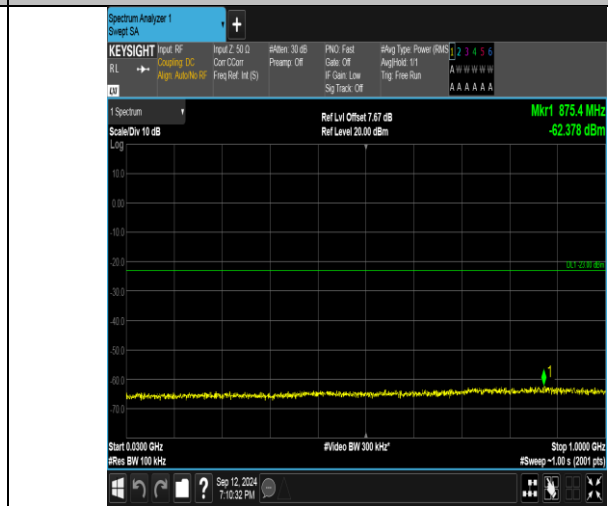 Spectrum Analyzer 1
Swept SA
+
KEYSIGHT Input: RF Input Z: 50 Ω #Atten: 30 dB PNO: Fast #Avg Type: Power (RMS 1 2 3 4 5 6
RL Coupling: DC Corr CCorr Preamp: Off Gate: Off Avg|Hold: 1/1 A W W W W W
Align: Auto/No RF Freq Ref: Int (S) IF Gain: Low Trig: Free Run
Sig Track: Off A A A A A A
LXI
1 Spectrum Ref Lvl Offset 7.67 dB Mkr1 875.4 MHz
Scale/Div 10 dB Ref Level 20.00 dBm -62.378 dBm
Log
10.0
0.00
-10.0
-20.0
DL1 -23.00 dBm
-30.0
-40.0
-50.0
1
-60.0
-70.0
Start 0.0300 GHz #Video BW 300 kHz* Stop 1.0000 GHz
#Res BW 100 kHz #Sweep ~1.00 s (2001 pts)
? Sep 12, 2024
7:10:32 PM